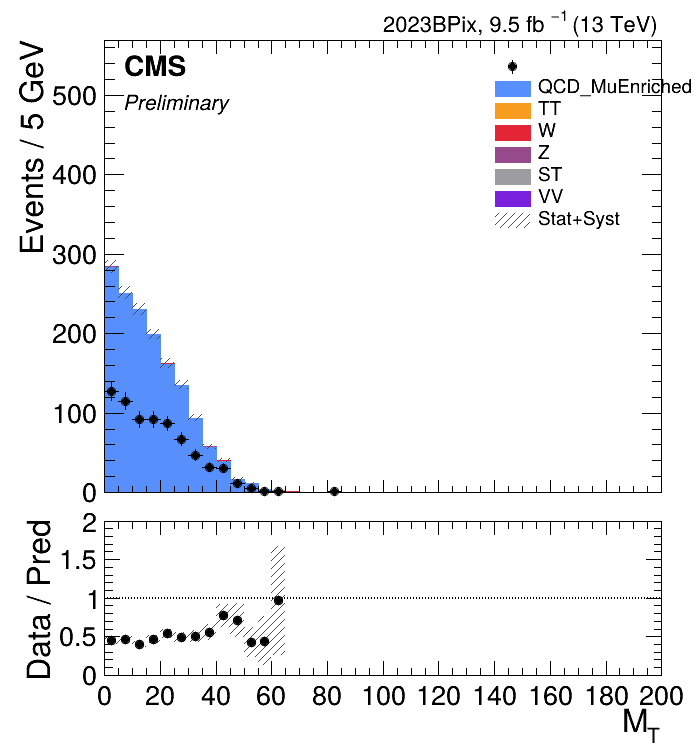 2023BPix, 9.5 fb⁻¹ (13 TeV)
CMS
Preliminary
Events / 5 GeV
500
400
300
200
100
0
QCD_MuEnriched
TT
W
Z
ST
VV
Stat+Syst
Data / Pred
2
1.5
1
0.5
0
0 20 40 60 80 100 120 140 160 180 200
M_T